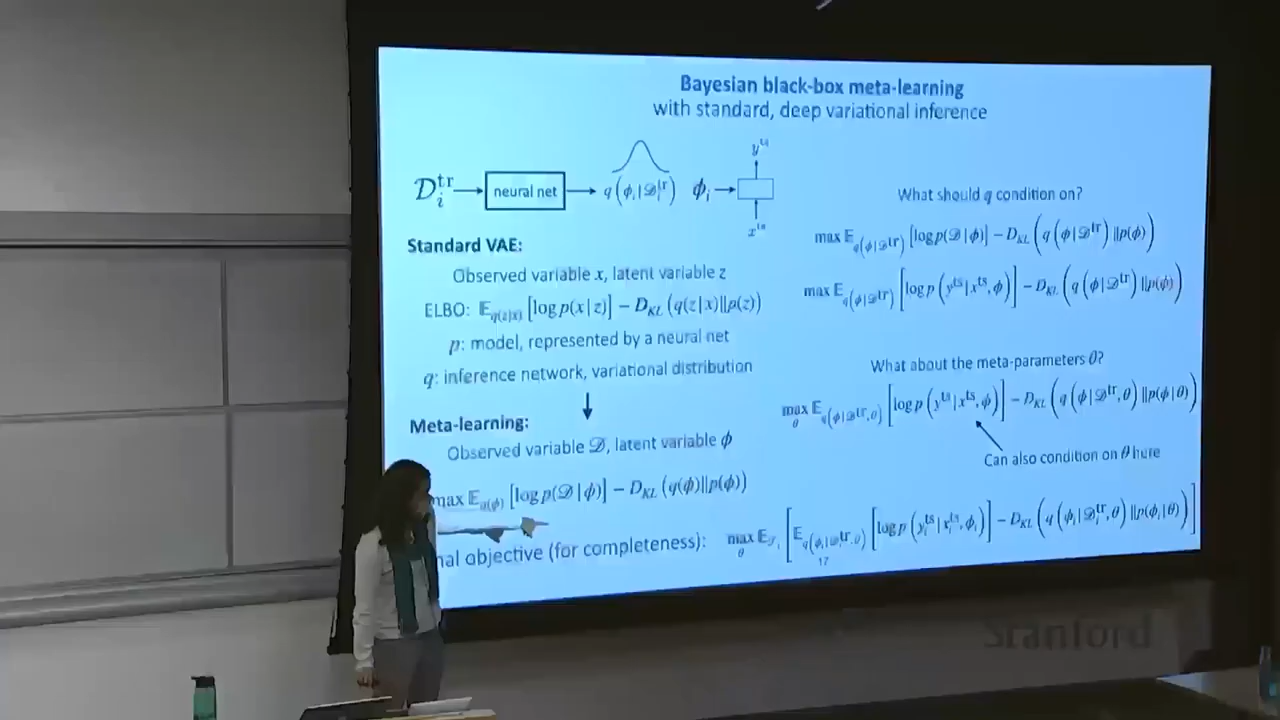 Bayesian black-box meta-learning
with standard, deep variational inference
𝒟ᵢᵗʳ → neural net → q(ϕᵢ|𝒟ᵢᵗʳ) ϕᵢ →
yᵗˢ
xᵗˢ
Standard VAE:
Observed variable x, latent variable z
ELBO: 𝔼_q(z|x) [log p(x|z)] − D_KL (q(z|x)‖p(z))
p: model, represented by a neural net
q: inference network, variational distribution
Meta-learning:
Observed variable 𝒟, latent variable ϕ
max 𝔼_q(ϕ) [log p(𝒟|ϕ)] − D_KL (q(ϕ)‖p(ϕ))
What should q condition on?
max 𝔼_q(ϕ|𝒟ᵗʳ) [log p(𝒟|ϕ)] − D_KL (q(ϕ|𝒟ᵗʳ)‖p(ϕ))
max 𝔼_q(ϕ|𝒟ᵗʳ) [log p(yᵗˢ|xᵗˢ, ϕ)] − D_KL (q(ϕ|𝒟ᵗʳ)‖p(ϕ))
What about the meta-parameters θ?
max_θ 𝔼_q(ϕ|𝒟ᵗʳ, θ) [log p(yᵗˢ|xᵗˢ, ϕ)] − D_KL (q(ϕ|𝒟ᵗʳ, θ)‖p(ϕ|θ))
Can also condition on θ here
objective (for completeness): max_θ 𝔼_𝒯ᵢ [𝔼_q(ϕᵢ|𝒟ᵢᵗʳ, θ) [log p(yᵢᵗˢ|xᵢᵗˢ, ϕᵢ)] − D_KL (q(ϕᵢ|𝒟ᵢᵗʳ, θ)‖p(ϕᵢ|θ))]
17
Stanford